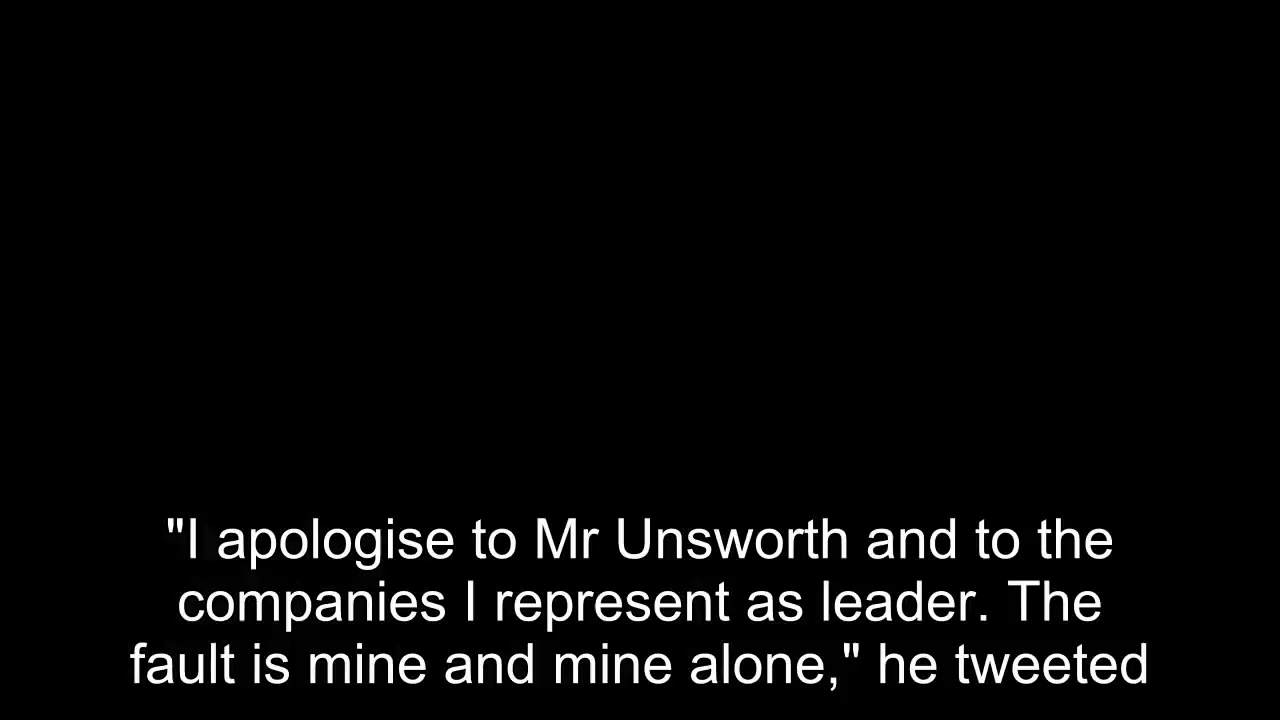 "I apologise to Mr Unsworth and to the
companies I represent as leader. The
fault is mine and mine alone," he tweeted